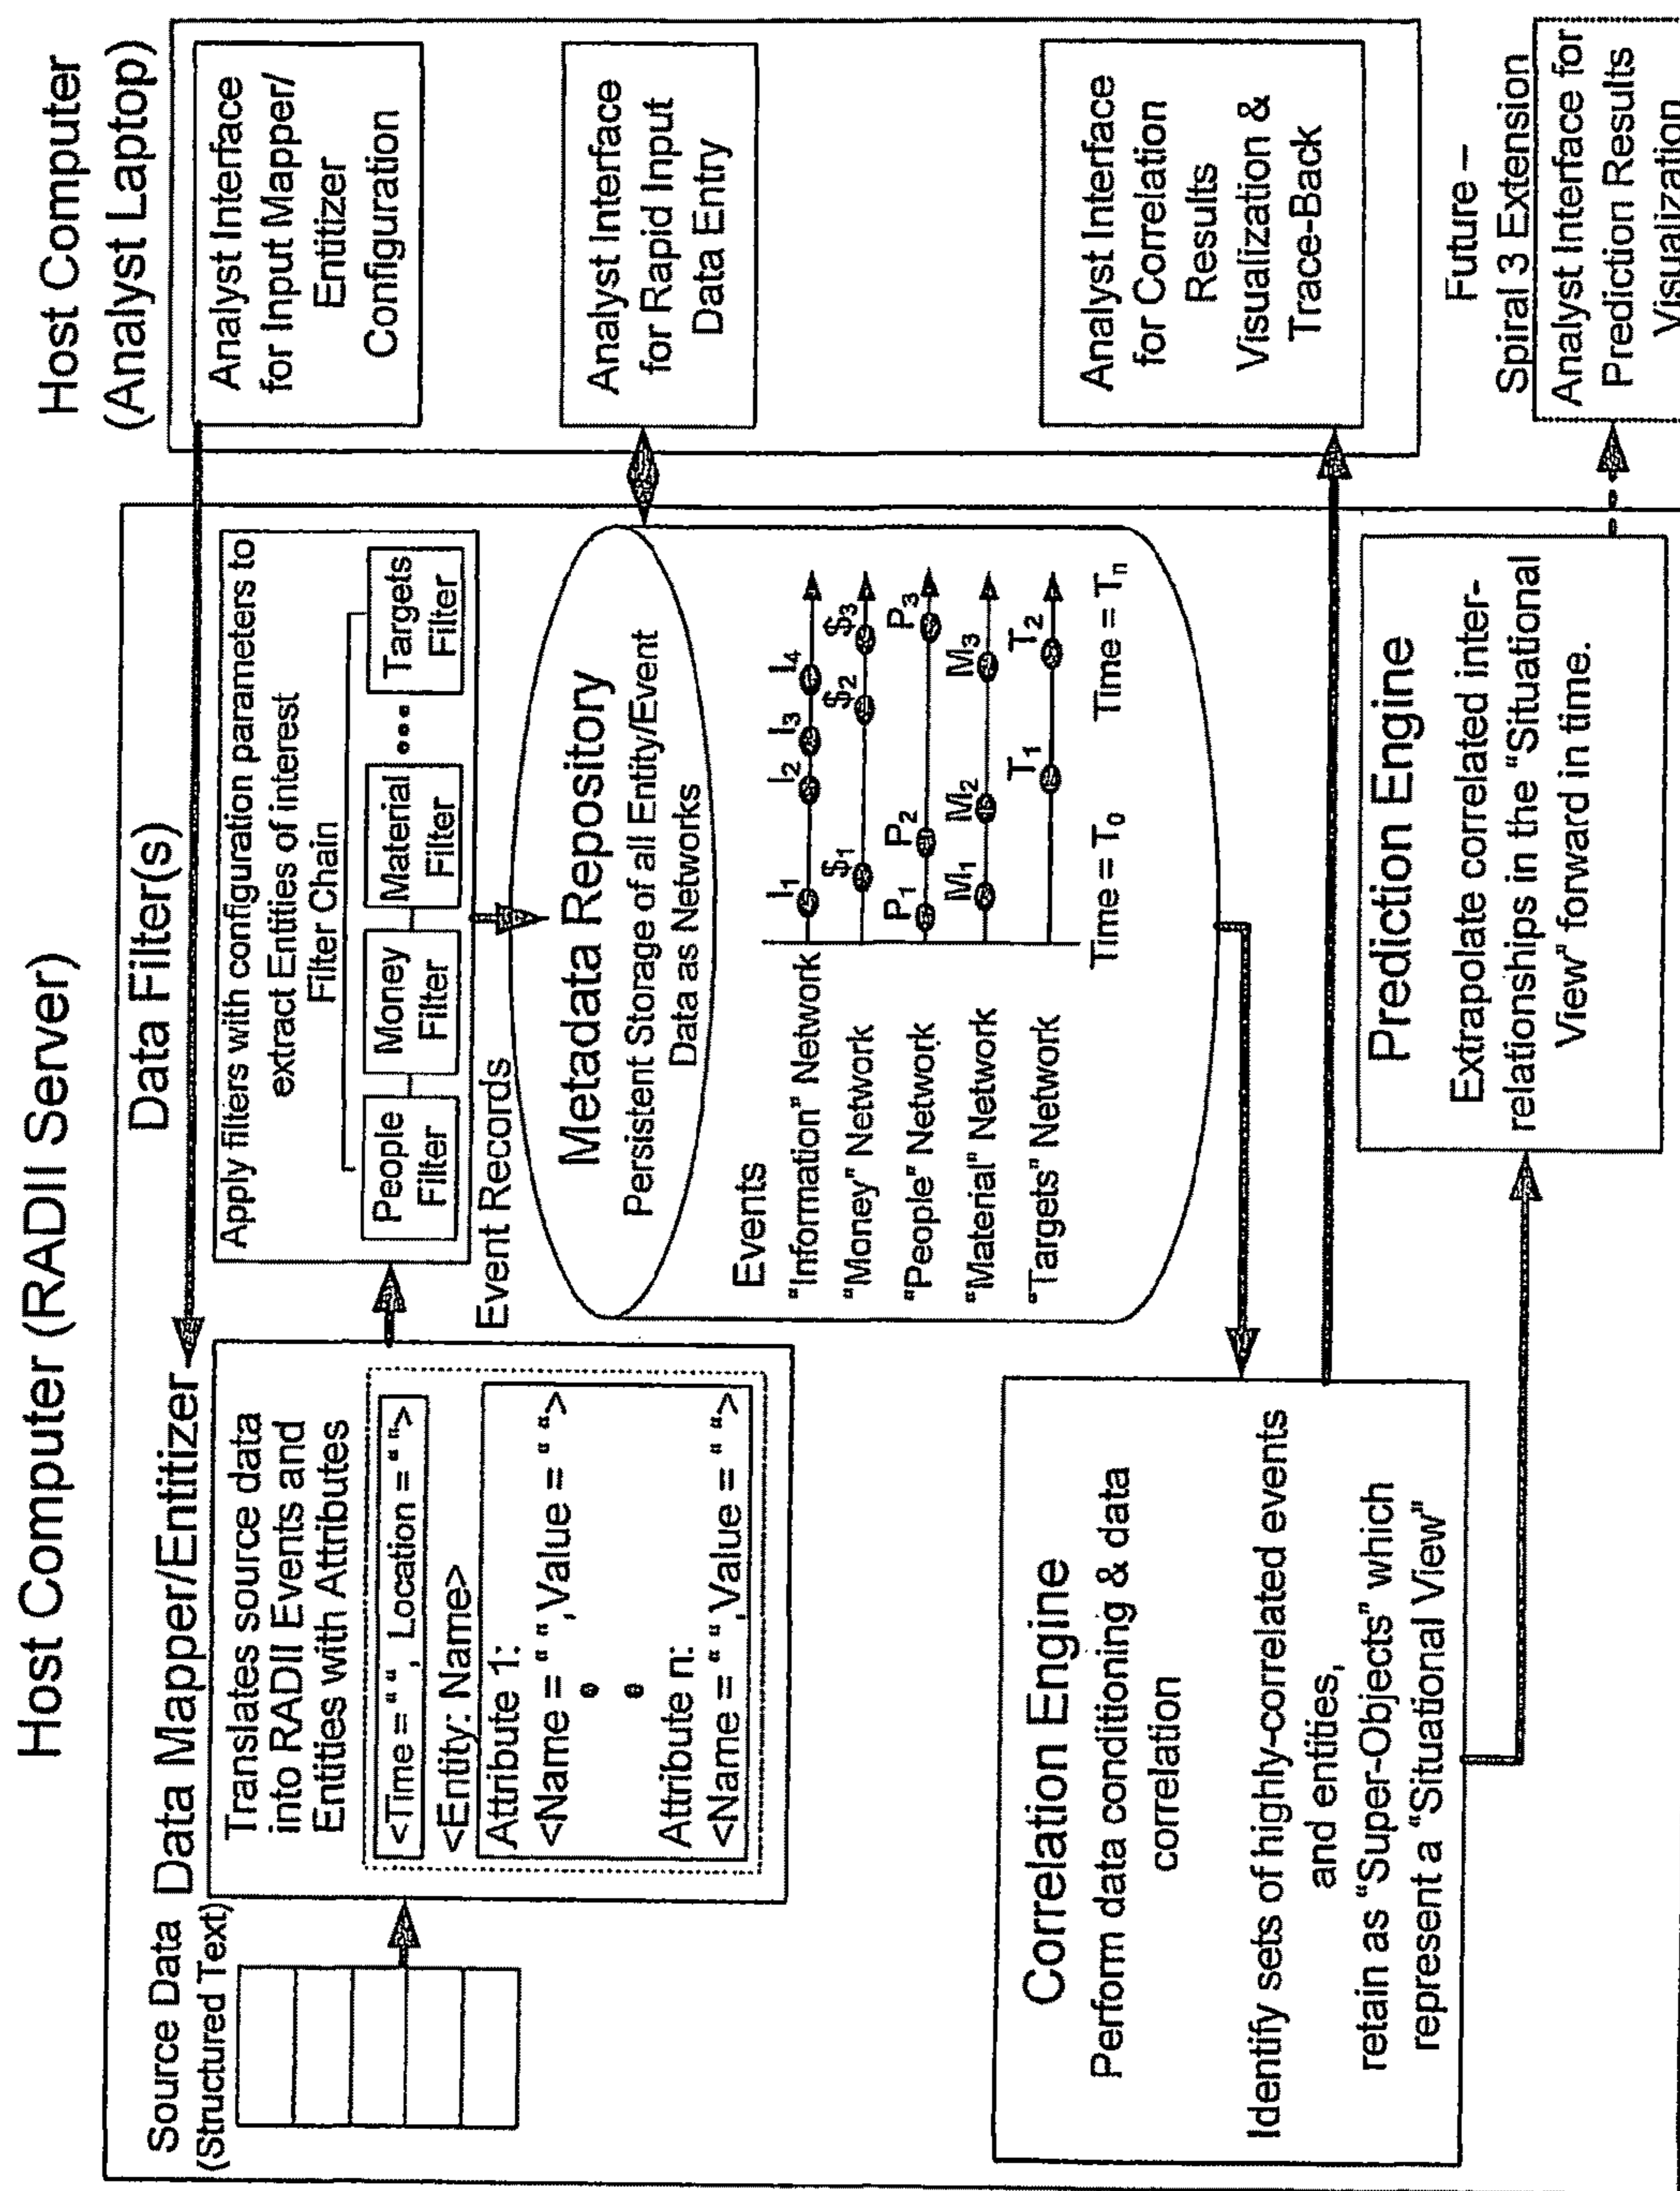 Host Computer (RADII Server)
Source Data
(Structured Text)
Data Mapper/Entitizer
Translates source data
into RADII Events and
Entities with Attributes
<Time = " ", Location = " ">
<Entity: Name>
Attribute 1:
<Name = " ", Value = " ">
Attribute n:
<Name = " ", Value = " ">
Data Filter(s)
Apply filters with configuration parameters to
extract Entities of interest
Filter Chain
People
Filter
Money
Filter
Material
Filter
•••
Targets
Filter
Event Records
Metadata Repository
Persistent Storage of all Entity/Event
Data as Networks
Events
"Information" Network
I1 I2 I3 I4
"Money" Network
$1 $2 $3
"People" Network
P1 P2 P3
"Material" Network
M1 M2 M3
"Targets" Network
T1 T2
Time = T0
Time = Tn
Correlation Engine
Perform data conditioning & data
correlation
Identify sets of highly-correlated events
and entities,
retain as "Super-Objects" which
represent a "Situational View"
Prediction Engine
Extrapolate correlated inter-
relationships in the "Situational
View" forward in time.
Host Computer
(Analyst Laptop)
Analyst Interface
for Input Mapper/
Entitizer
Configuration
Analyst Interface
for Rapid Input
Data Entry
Analyst Interface
for Correlation
Results
Visualization &
Trace-Back
Future –
Spiral 3 Extension
Analyst Interface for
Prediction Results
Visualization